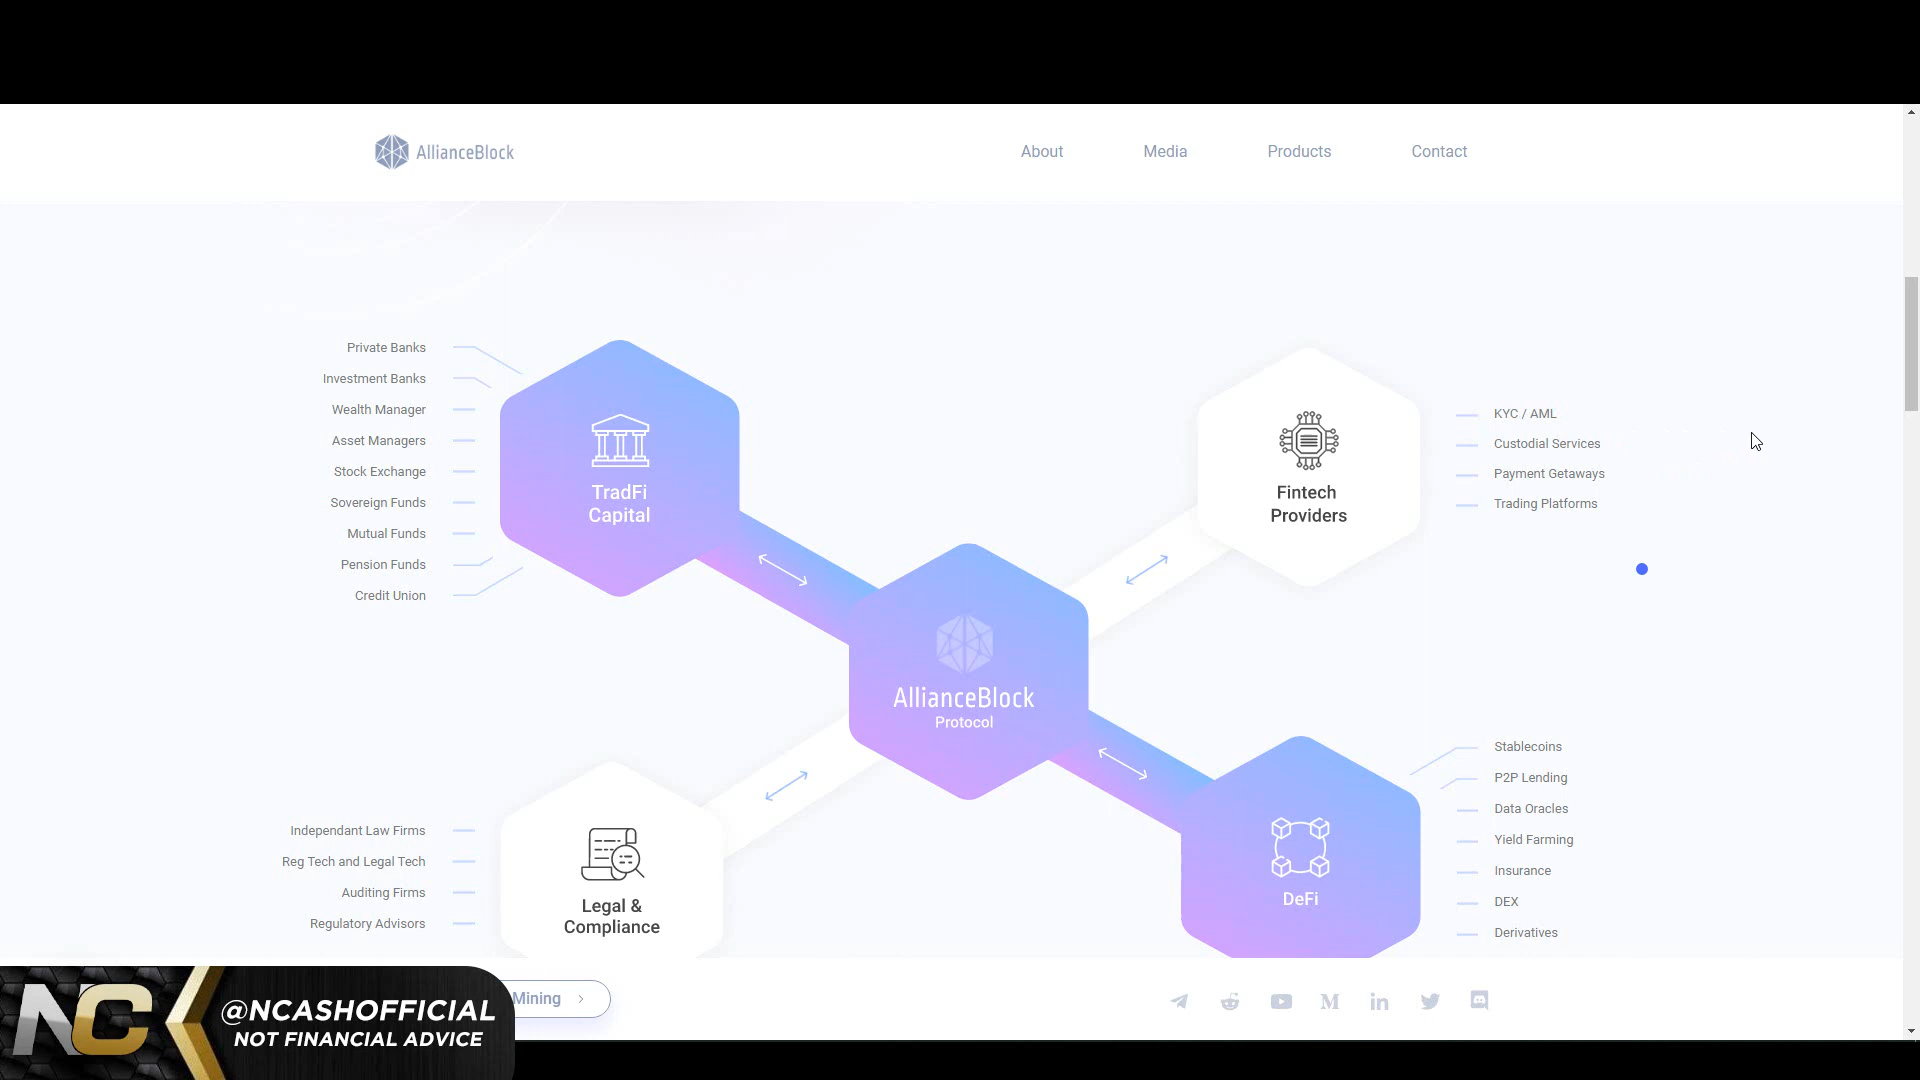 AllianceBlock
About
Media
Products
Contact
Private Banks
Investment Banks
Wealth Manager
Asset Managers
Stock Exchange
Sovereign Funds
Mutual Funds
Pension Funds
Credit Union
TradFi
Capital
Fintech
Providers
KYC / AML
Custodial Services
Payment Getaways
Trading Platforms
AllianceBlock
Protocol
Independant Law Firms
Reg Tech and Legal Tech
Auditing Firms
Regulatory Advisors
Legal &
Compliance
DeFi
Stablecoins
P2P Lending
Data Oracles
Yield Farming
Insurance
DEX
Derivatives
Mining
NC
@NCASHOFFICIAL
NOT FINANCIAL ADVICE